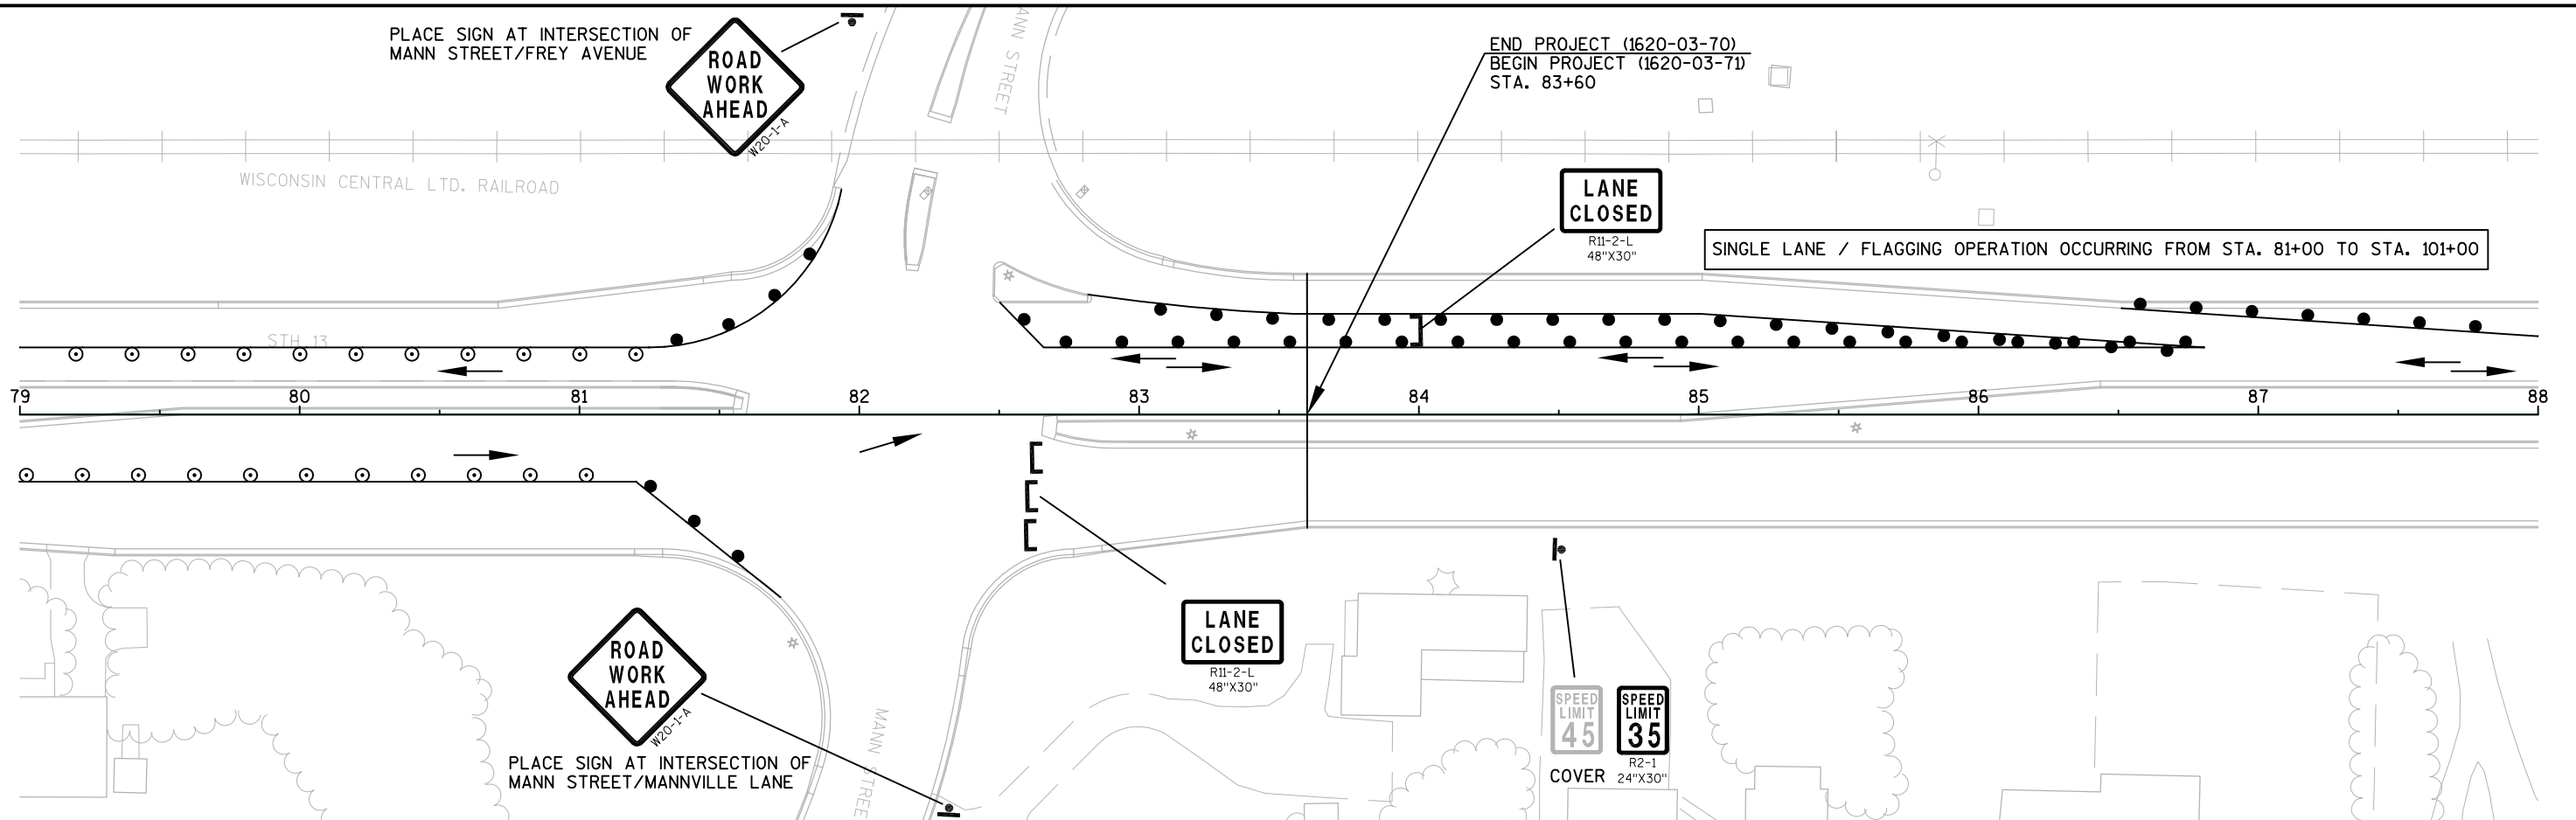 PLACE SIGN AT INTERSECTION OF
MANN STREET/FREY AVENUE
ROAD
WORK
AHEAD
W20-1-A
MANN STREET
END PROJECT (1620-03-70)
BEGIN PROJECT (1620-03-71)
STA. 83+60
WISCONSIN CENTRAL LTD. RAILROAD
LANE
CLOSED
R11-2-L
48"X30"
SINGLE LANE / FLAGGING OPERATION OCCURRING FROM STA. 81+00 TO STA. 101+00
STH 13
79 80 81 82 83 84 85 86 87 88
LANE
CLOSED
R11-2-L
48"X30"
ROAD
WORK
AHEAD
W20-1-A
PLACE SIGN AT INTERSECTION OF
MANN STREET/MANNVILLE LANE
MANN STREE
SPEED
LIMIT
45
COVER
SPEED
LIMIT
35
R2-1
24"X30"